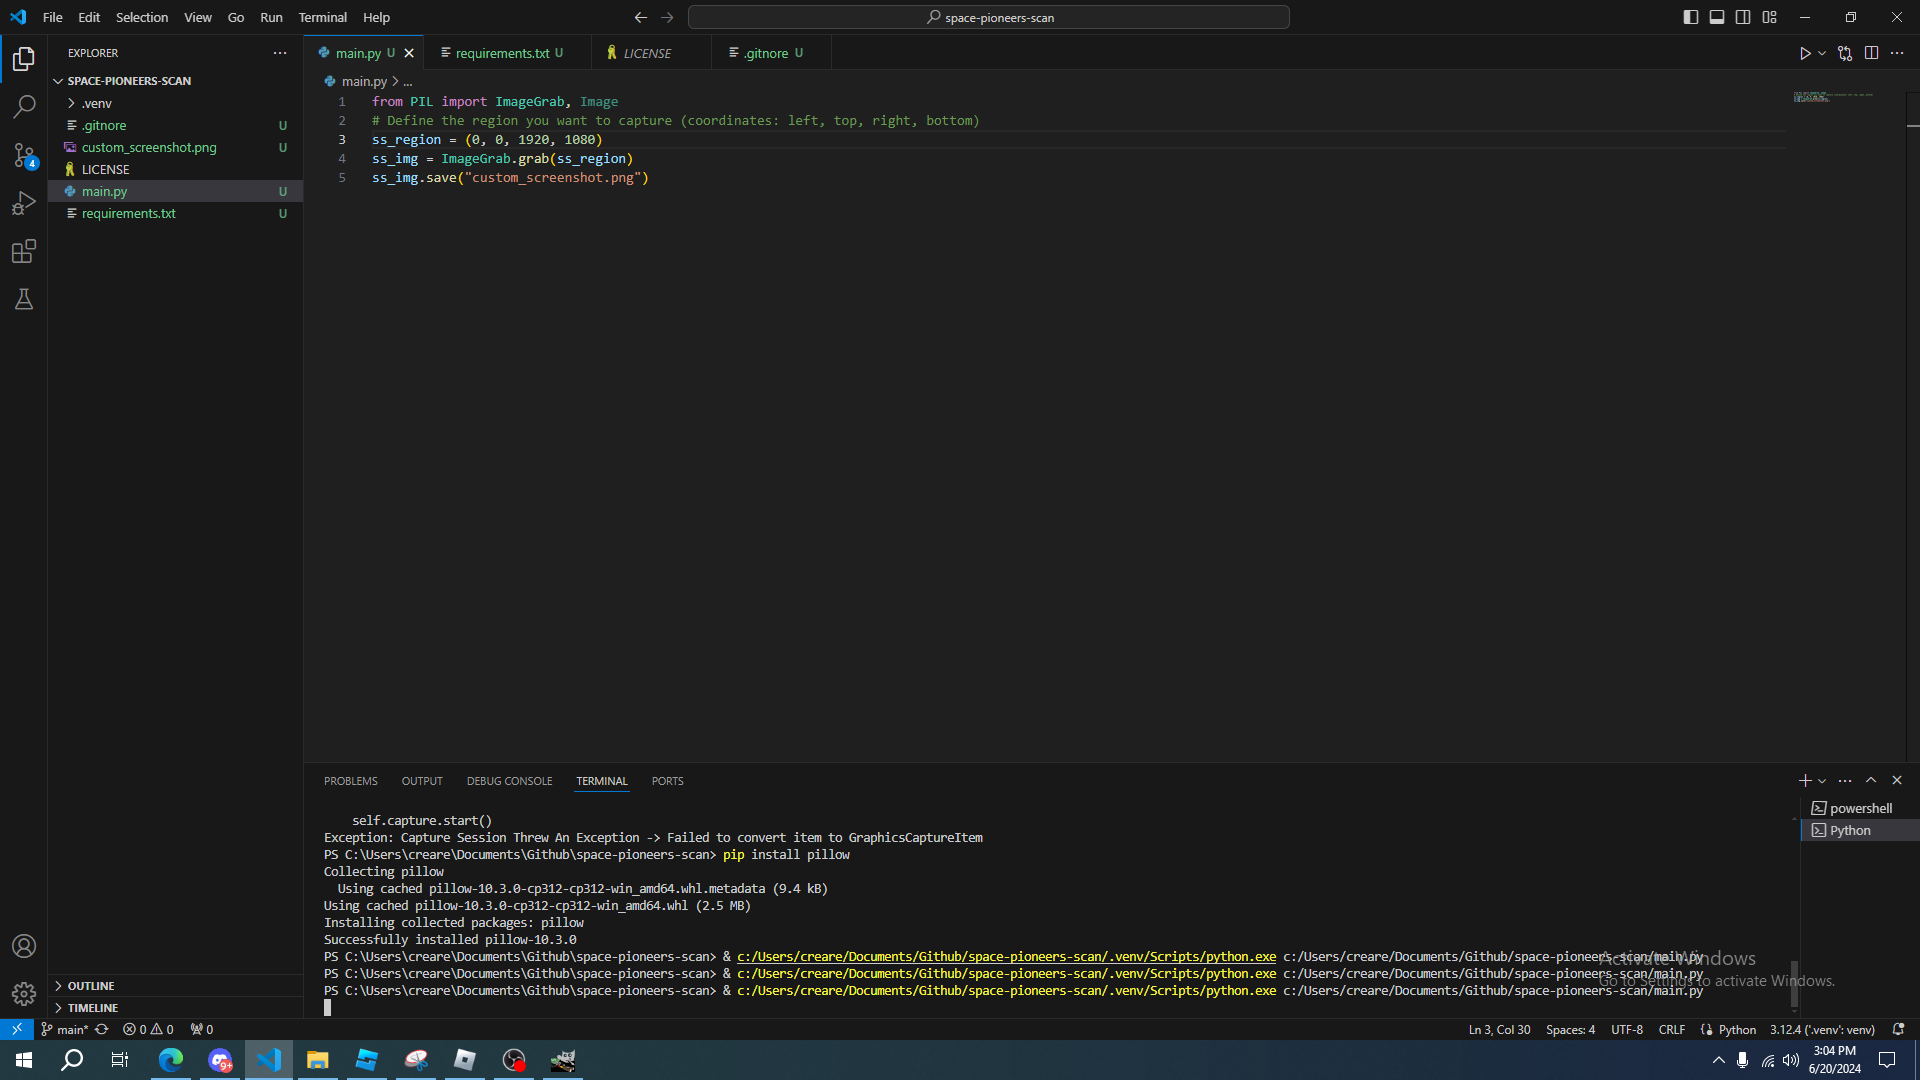 File Edit Selection View Go Run Terminal Help
space-pioneers-scan
EXPLORER
SPACE-PIONEERS-SCAN
.venv
.gitnore U
custom_screenshot.png U
LICENSE
main.py U
requirements.txt U
OUTLINE
TIMELINE
main.py U
requirements.txt U
LICENSE
.gitnore U
main.py > ...
1 from PIL import ImageGrab, Image
2 # Define the region you want to capture (coordinates: left, top, right, bottom)
3 ss_region = (0, 0, 1920, 1080)
4 ss_img = ImageGrab.grab(ss_region)
5 ss_img.save("custom_screenshot.png")
PROBLEMS OUTPUT DEBUG CONSOLE TERMINAL PORTS
self.capture.start()
Exception: Capture Session Threw An Exception -> Failed to convert item to GraphicsCaptureItem
PS C:\Users\creare\Documents\Github\space-pioneers-scan> pip install pillow
Collecting pillow
Using cached pillow-10.3.0-cp312-cp312-win_amd64.whl.metadata (9.4 kB)
Using cached pillow-10.3.0-cp312-cp312-win_amd64.whl (2.5 MB)
Installing collected packages: pillow
Successfully installed pillow-10.3.0
PS C:\Users\creare\Documents\Github\space-pioneers-scan> & c:/Users/creare/Documents/Github/space-pioneers-scan/.venv/Scripts/python.exe c:/Users/creare/Documents/Github/space-pioneers-scan/main.py
PS C:\Users\creare\Documents\Github\space-pioneers-scan> & c:/Users/creare/Documents/Github/space-pioneers-scan/.venv/Scripts/python.exe c:/Users/creare/Documents/Github/space-pioneers-scan/main.py
PS C:\Users\creare\Documents\Github\space-pioneers-scan> & c:/Users/creare/Documents/Github/space-pioneers-scan/.venv/Scripts/python.exe c:/Users/creare/Documents/Github/space-pioneers-scan/main.py
powershell
Python
Activate Windows
Go to Settings to activate Windows.
4
main* 0 0 0
Ln 3, Col 30 Spaces: 4 UTF-8 CRLF Python 3.12.4 ('.venv': venv)
9+
3:04 PM
6/20/2024